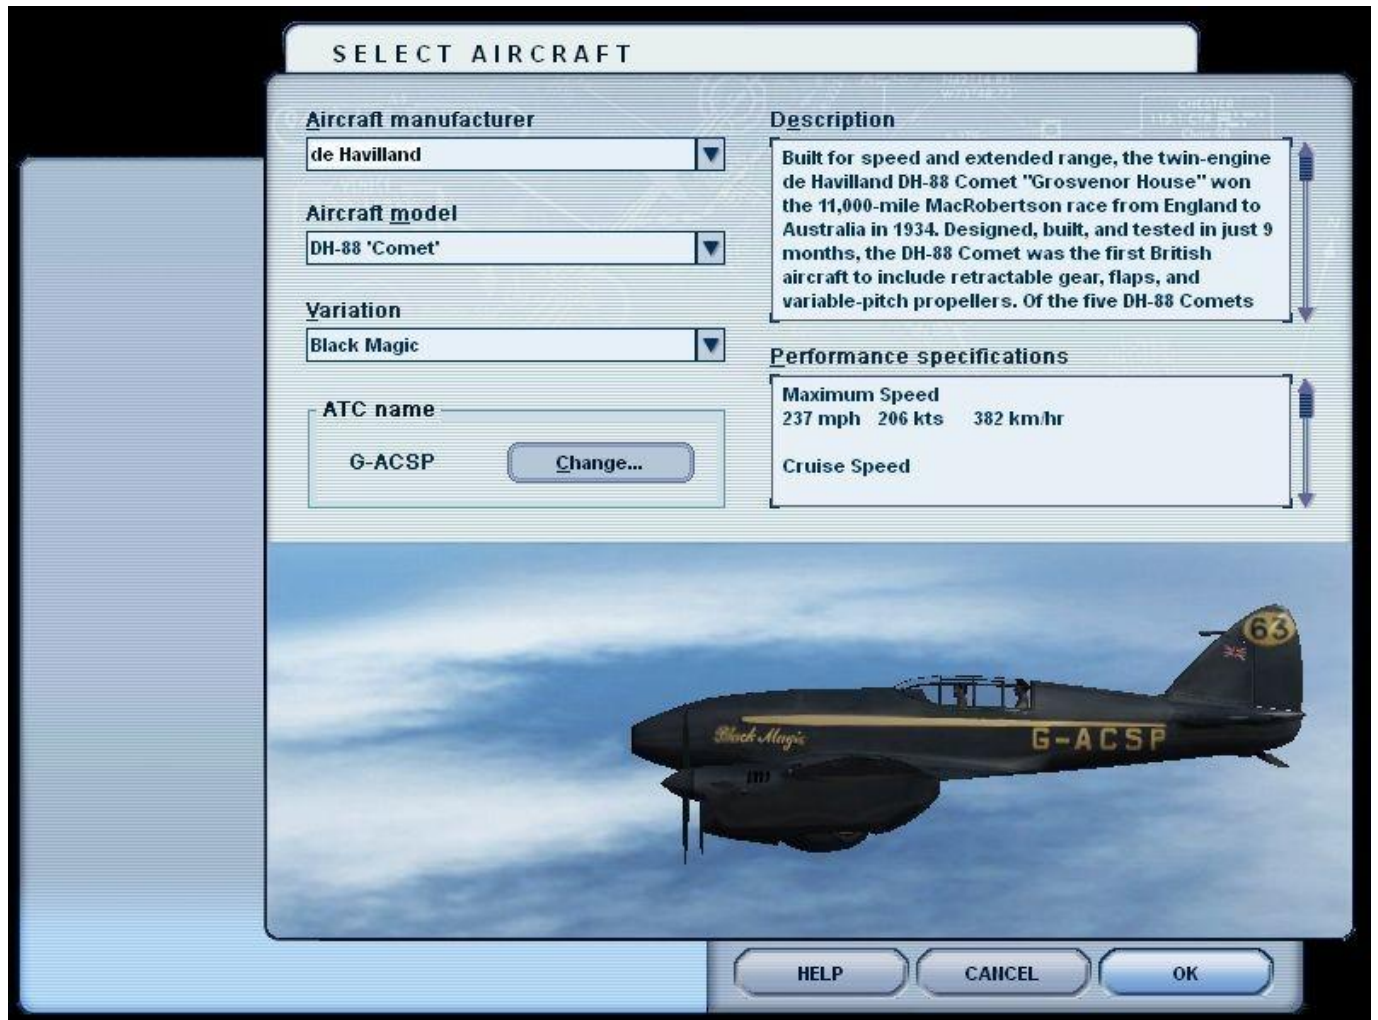 SELECT AIRCRAFT
Aircraft manufacturer
de Havilland
Aircraft model
DH-88 'Comet'
Variation
Black Magic
ATC name
G-ACSP
Change...
Description
Built for speed and extended range, the twin-engine
de Havilland DH-88 Comet "Grosvenor House" won
the 11,000-mile MacRobertson race from England to
Australia in 1934. Designed, built, and tested in just 9
months, the DH-88 Comet was the first British
aircraft to include retractable gear, flaps, and
variable-pitch propellers. Of the five DH-88 Comets
Performance specifications
Maximum Speed
237 mph 206 kts 382 km/hr
Cruise Speed
63
Black Magic
G-ACSP
HELP
CANCEL
OK